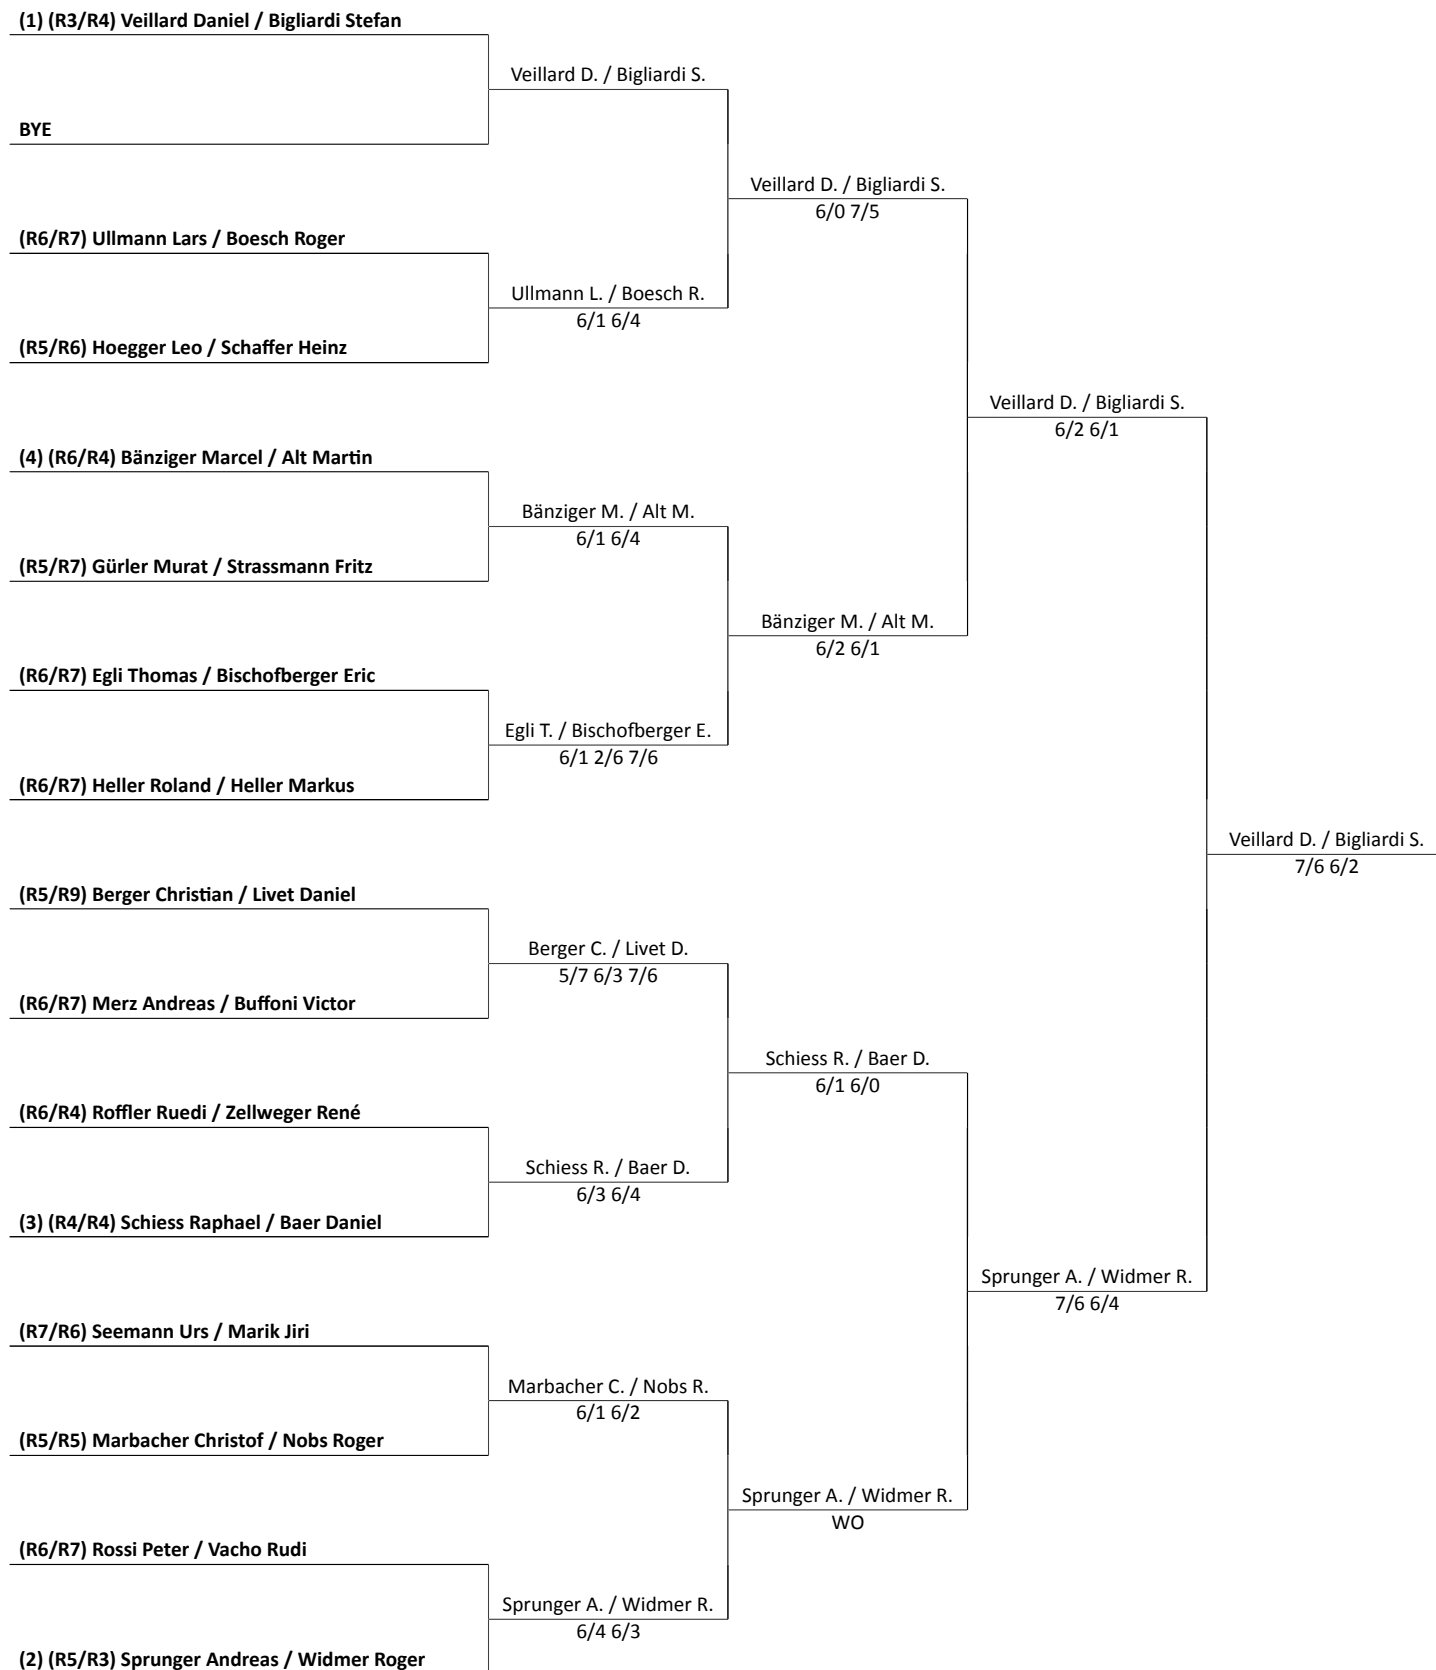 (1) (R3/R4) Veillard Daniel / Bigliardi Stefan
Veillard D. / Bigliardi S.
BYE
Veillard D. / Bigliardi S.
6/0 7/5
(R6/R7) Ullmann Lars / Boesch Roger
Ullmann L. / Boesch R.
6/1 6/4
(R5/R6) Hoegger Leo / Schaffer Heinz
Veillard D. / Bigliardi S.
6/2 6/1
(4) (R6/R4) Bänziger Marcel / Alt Martin
Bänziger M. / Alt M.
6/1 6/4
(R5/R7) Gürler Murat / Strassmann Fritz
Bänziger M. / Alt M.
6/2 6/1
(R6/R7) Egli Thomas / Bischofberger Eric
Egli T. / Bischofberger E.
6/1 2/6 7/6
(R6/R7) Heller Roland / Heller Markus
Veillard D. / Bigliardi S.
7/6 6/2
(R5/R9) Berger Christian / Livet Daniel
Berger C. / Livet D.
5/7 6/3 7/6
(R6/R7) Merz Andreas / Buffoni Victor
Schiess R. / Baer D.
6/1 6/0
(R6/R4) Roffler Ruedi / Zellweger René
Schiess R. / Baer D.
6/3 6/4
(3) (R4/R4) Schiess Raphael / Baer Daniel
Sprunger A. / Widmer R.
7/6 6/4
(R7/R6) Seemann Urs / Marik Jiri
Marbacher C. / Nobs R.
6/1 6/2
(R5/R5) Marbacher Christof / Nobs Roger
Sprunger A. / Widmer R.
WO
(R6/R7) Rossi Peter / Vacho Rudi
Sprunger A. / Widmer R.
6/4 6/3
(2) (R5/R3) Sprunger Andreas / Widmer Roger